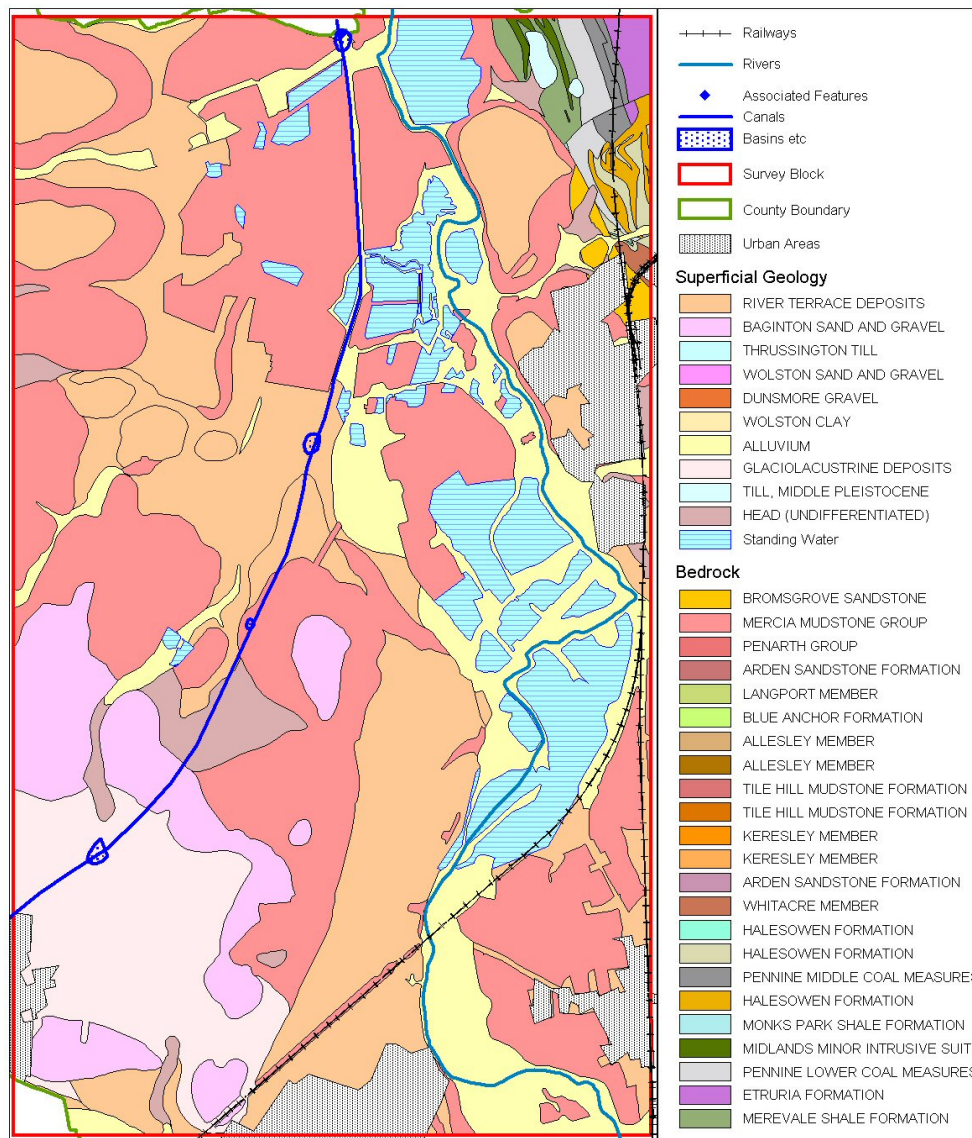 Railways
Rivers
Associated Features
Canals
Basins etc
Survey Block
County Boundary
Urban Areas
Superficial Geology
RIVER TERRACE DEPOSITS
BAGINTON SAND AND GRAVEL
THRUSSINGTON TILL
WOLSTON SAND AND GRAVEL
DUNSMORE GRAVEL
WOLSTON CLAY
ALLUVIUM
GLACIOLACUSTRINE DEPOSITS
TILL, MIDDLE PLEISTOCENE
HEAD (UNDIFFERENTIATED)
Standing Water
Bedrock
BROMSGROVE SANDSTONE
MERCIA MUDSTONE GROUP
PENARTH GROUP
ARDEN SANDSTONE FORMATION
LANGPORT MEMBER
BLUE ANCHOR FORMATION
ALLESLEY MEMBER
ALLESLEY MEMBER
TILE HILL MUDSTONE FORMATION
TILE HILL MUDSTONE FORMATION
KERESLEY MEMBER
KERESLEY MEMBER
ARDEN SANDSTONE FORMATION
WHITACRE MEMBER
HALESOWEN FORMATION
HALESOWEN FORMATION
PENNINE MIDDLE COAL MEASURES
HALESOWEN FORMATION
MONKS PARK SHALE FORMATION
MIDLANDS MINOR INTRUSIVE SUIT
PENNINE LOWER COAL MEASURES
ETRURIA FORMATION
MEREVALE SHALE FORMATION